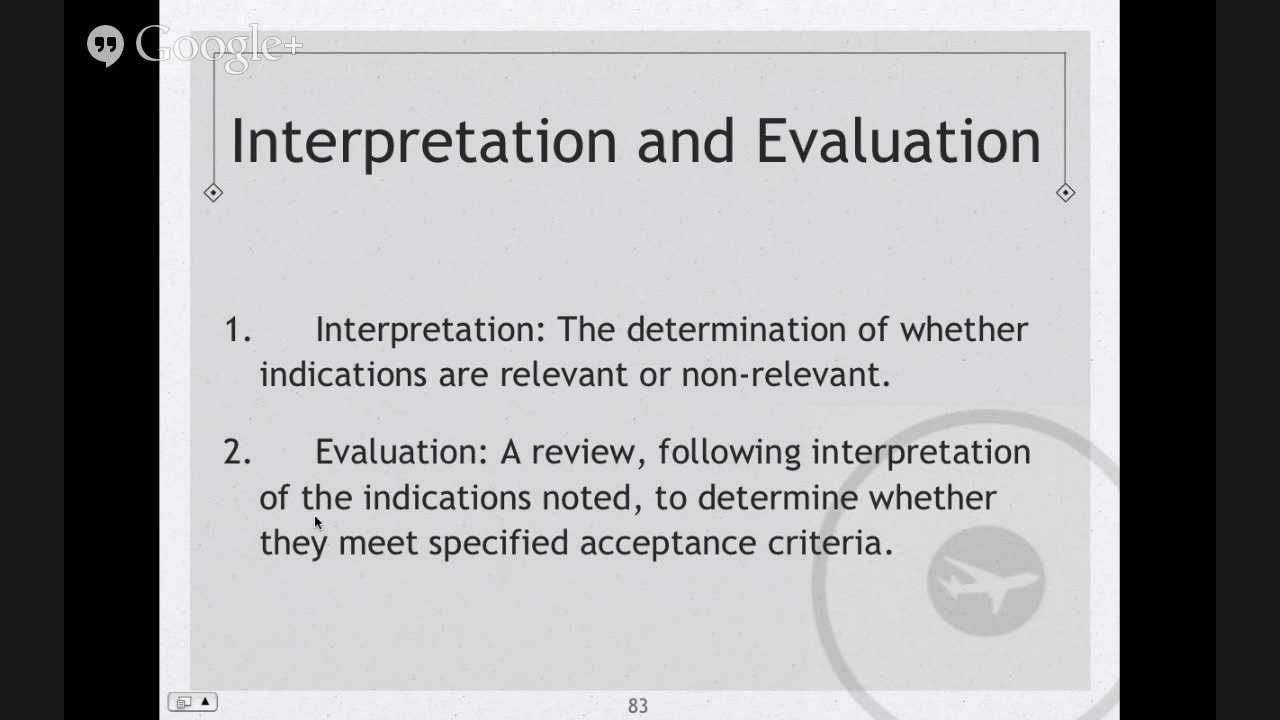 Google+
Interpretation and Evaluation
1. Interpretation: The determination of whether
indications are relevant or non-relevant.
2. Evaluation: A review, following interpretation
of the indications noted, to determine whether
they meet specified acceptance criteria.
83